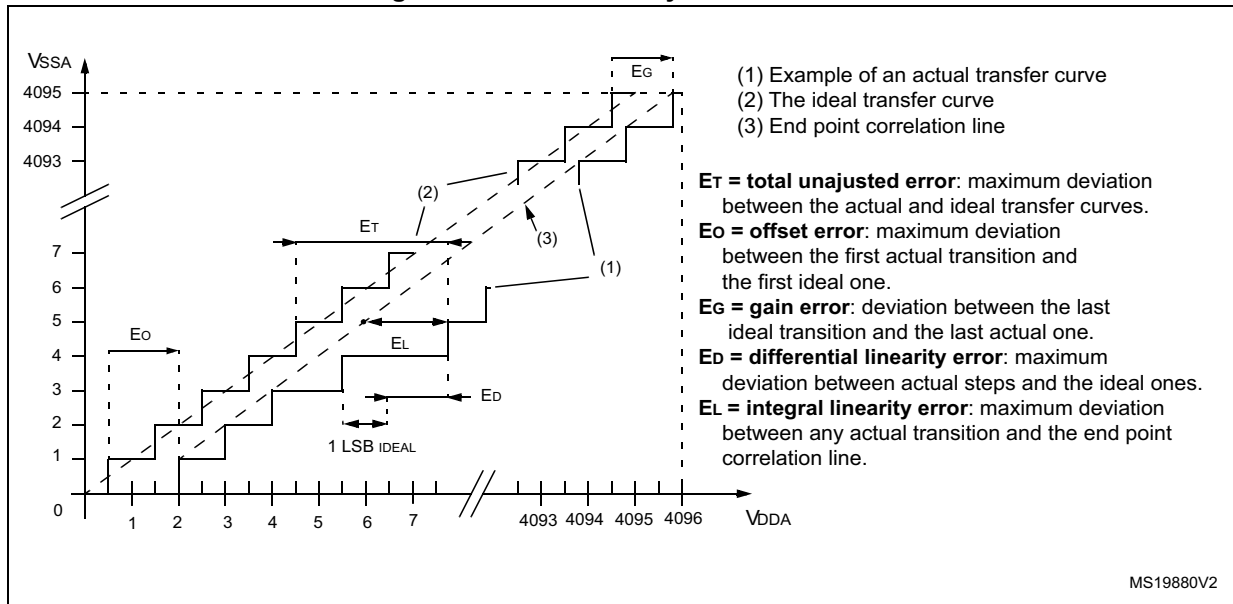 VSSA
4095
4094
4093
7
6
5
4
3
2
1
0
1 2 3 4 5 6 7 4093 4094 4095 4096
VDDA
EG
(2)
ET
(3)
(1)
EO
EL
ED
1 LSB IDEAL
(1) Example of an actual transfer curve
(2) The ideal transfer curve
(3) End point correlation line
ET = total unajusted error: maximum deviation
between the actual and ideal transfer curves.
EO = offset error: maximum deviation
between the first actual transition and
the first ideal one.
EG = gain error: deviation between the last
ideal transition and the last actual one.
ED = differential linearity error: maximum
deviation between actual steps and the ideal ones.
EL = integral linearity error: maximum deviation
between any actual transition and the end point
correlation line.
MS19880V2